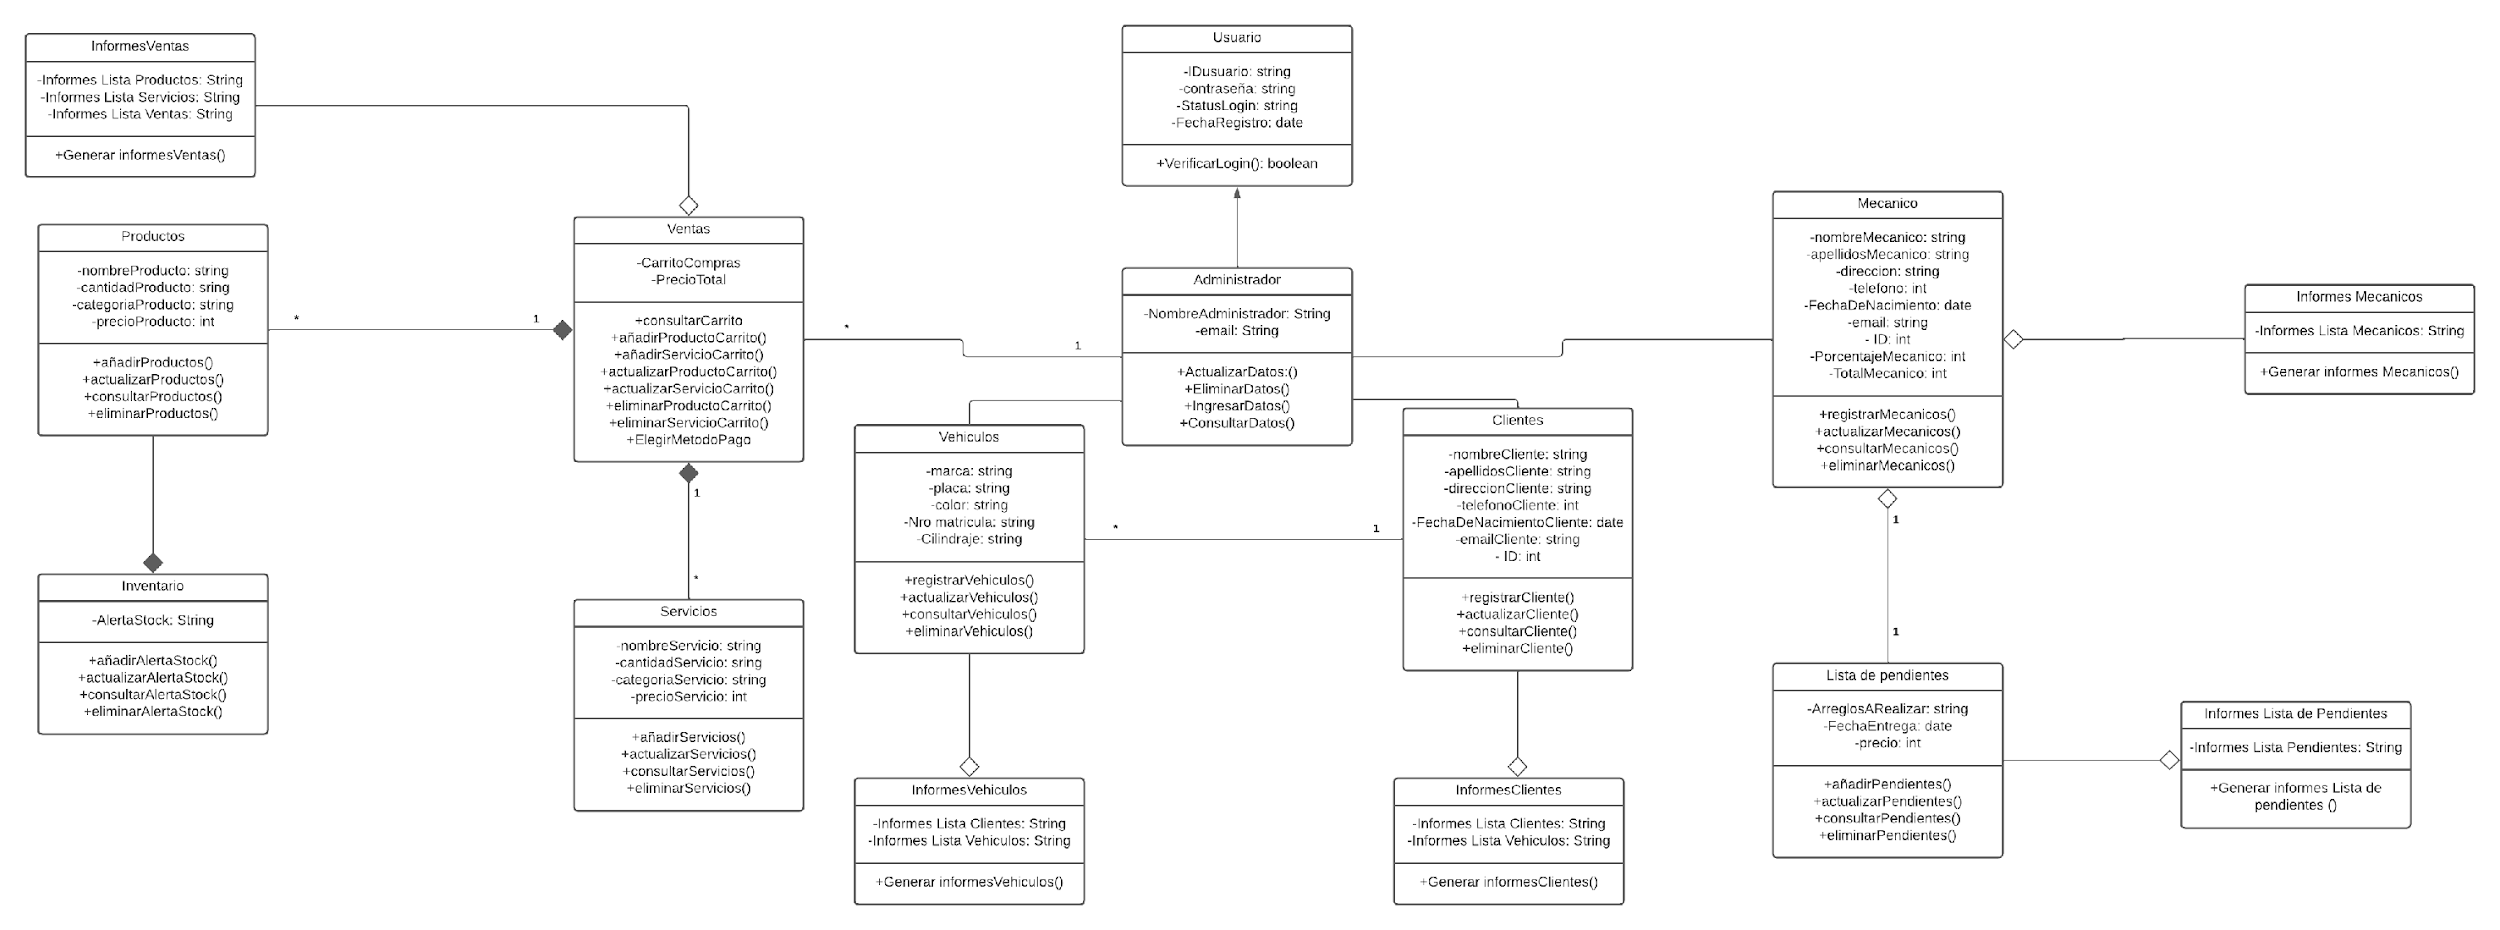 InformesVentas
-Informes Lista Productos: String
-Informes Lista Servicios: String
-Informes Lista Ventas: String
+Generar informesVentas()
Productos
-nombreProducto: string
-cantidadProducto: sring
-categoriaProducto: string
-precioProducto: int
+añadirProductos()
+actualizarProductos()
+consultarProductos()
+eliminarProductos()
* 1
Inventario
-AlertaStock: String
+añadirAlertaStock()
+actualizarAlertaStock()
+consultarAlertaStock()
+eliminarAlertaStock()
Ventas
-CarritoCompras
-PrecioTotal
+consultarCarrito
+añadirProductoCarrito()
+añadirServicioCarrito()
+actualizarProductoCarrito()
+actualizarServicioCarrito()
+eliminarProductoCarrito()
+eliminarServicioCarrito()
+ElegirMetodoPago
1
*
Servicios
-nombreServicio: string
-cantidadServicio: sring
-categoriaServicio: string
-precioServicio: int
+añadirServicios()
+actualizarServicios()
+consultarServicios()
+eliminarServicios()
* 1
Usuario
-IDusuario: string
-contraseña: string
-StatusLogin: string
-FechaRegistro: date
+VerificarLogin(): boolean
Administrador
-NombreAdministrador: String
-email: String
+ActualizarDatos:()
+EliminarDatos()
+IngresarDatos()
+ConsultarDatos()
Vehiculos
-marca: string
-placa: string
-color: string
-Nro matricula: string
-Cilindraje: string
+registrarVehiculos()
+actualizarVehiculos()
+consultarVehiculos()
+eliminarVehiculos()
* 1
InformesVehiculos
-Informes Lista Clientes: String
-Informes Lista Vehiculos: String
+Generar informesVehiculos()
Clientes
-nombreCliente: string
-apellidosCliente: string
-direccionCliente: string
-telefonoCliente: int
-FechaDeNacimientoCliente: date
-emailCliente: string
- ID: int
+registrarCliente()
+actualizarCliente()
+consultarCliente()
+eliminarCliente()
InformesClientes
-Informes Lista Clientes: String
-Informes Lista Vehiculos: String
+Generar informesClientes()
Mecanico
-nombreMecanico: string
-apellidosMecanico: string
-direccion: string
-telefono: int
-FechaDeNacimiento: date
-email: string
- ID: int
-PorcentajeMecanico: int
-TotalMecanico: int
+registrarMecanicos()
+actualizarMecanicos()
+consultarMecanicos()
+eliminarMecanicos()
1
1
Lista de pendientes
-ArreglosARealizar: string
-FechaEntrega: date
-precio: int
+añadirPendientes()
+actualizarPendientes()
+consultarPendientes()
+eliminarPendientes()
Informes Mecanicos
-Informes Lista Mecanicos: String
+Generar informes Mecanicos()
Informes Lista de Pendientes
-Informes Lista Pendientes: String
+Generar informes Lista de
pendientes ()